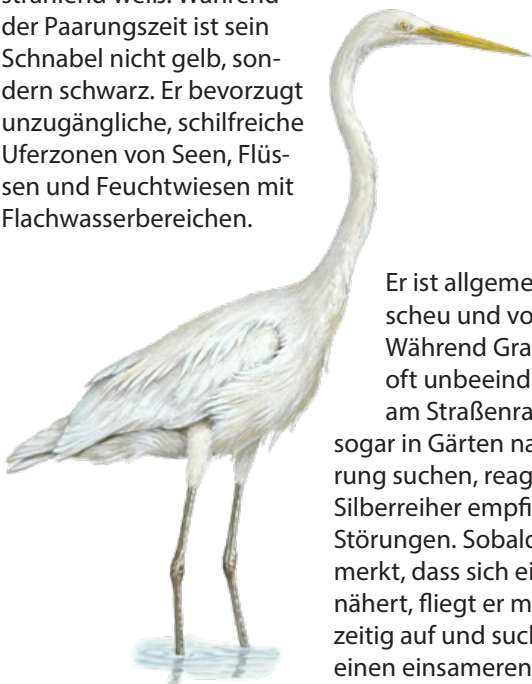 strahlend weiß. Während
der Paarungszeit ist sein
Schnabel nicht gelb, son-
dern schwarz. Er bevorzugt
unzugängliche, schilfreiche
Uferzonen von Seen, Flüs-
sen und Feuchtwiesen mit
Flachwasserbereichen.
Er ist allgeme
scheu und vo
Während Gra
oft unbeeind
am Straßenra
sogar in Gärten na
rung suchen, reag
Silberreiher empfi
Störungen. Sobald
merkt, dass sich ei
nähert, fliegt er m
zeitig auf und such
einen einsameren